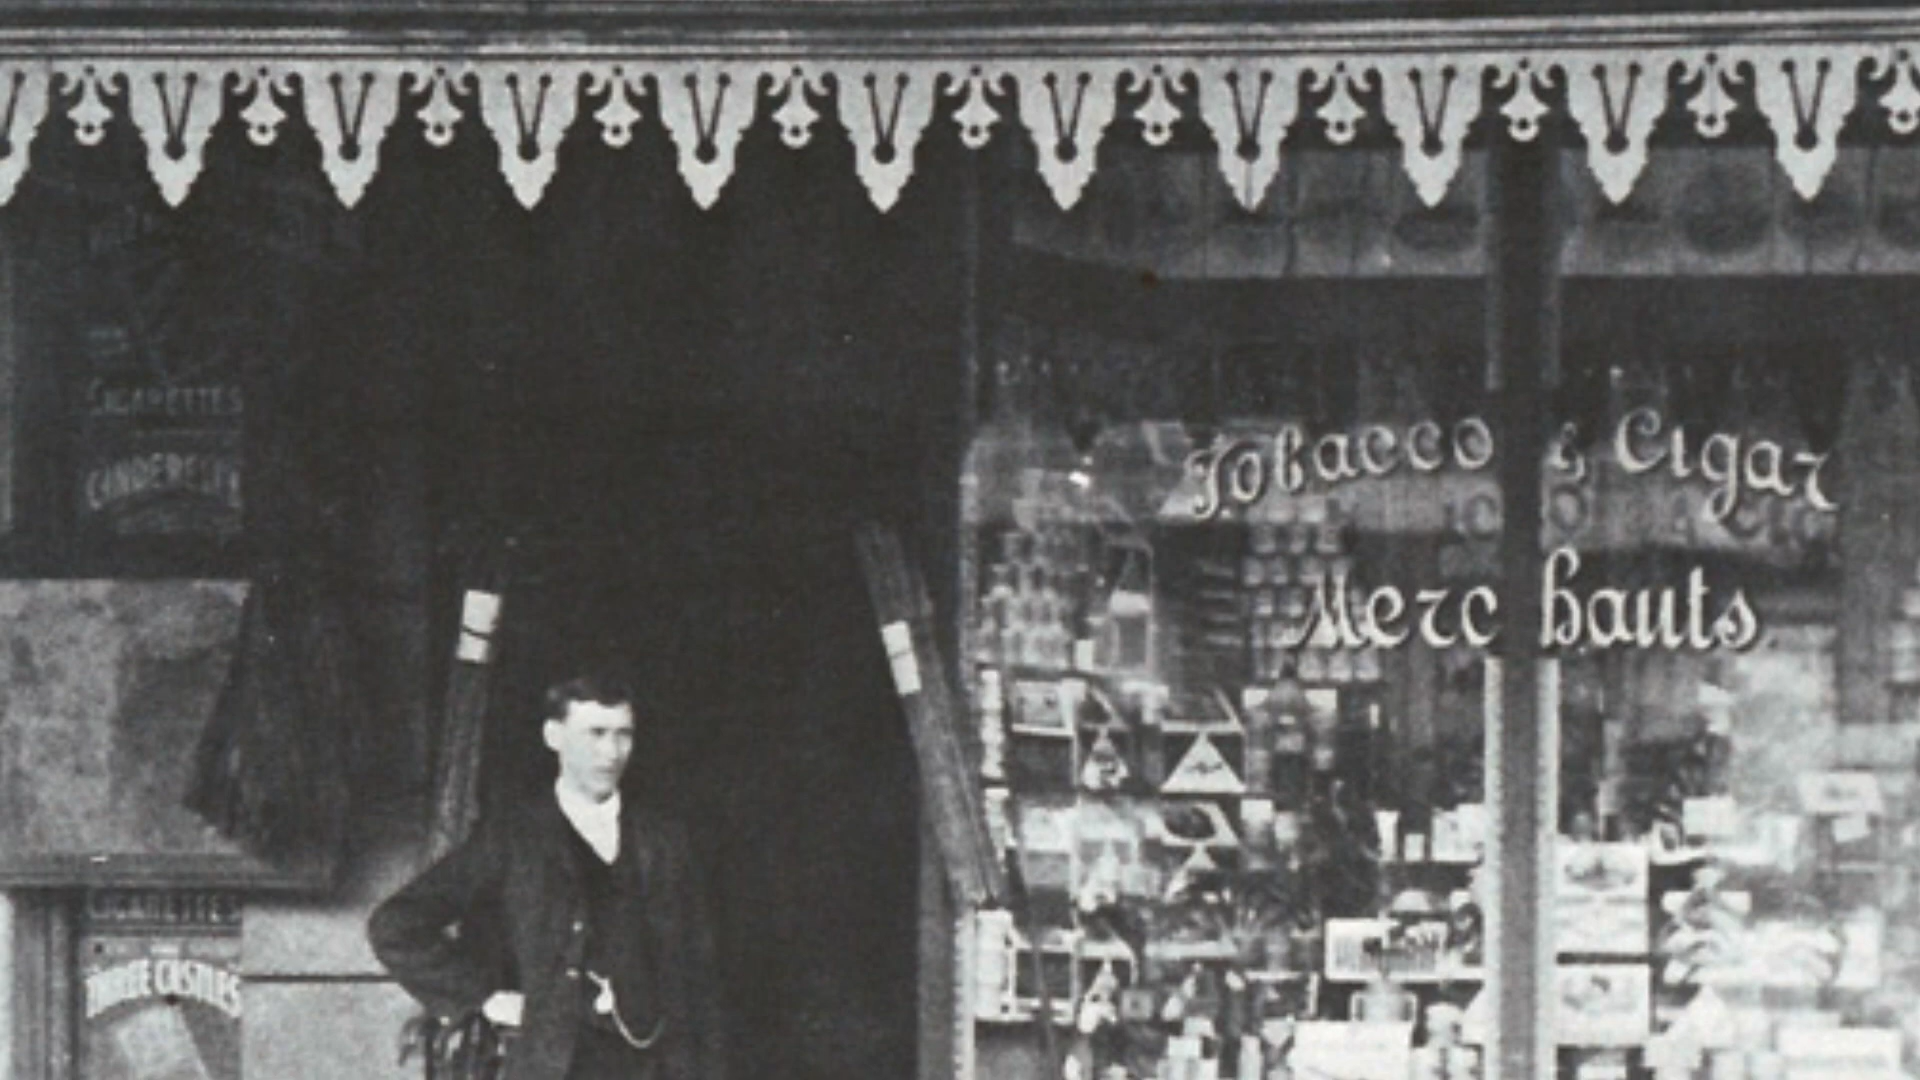 CIGARETTES
CINDERELLA
Tobacco & Cigar
Merchants
CIGARETTES
THREE CASTLES